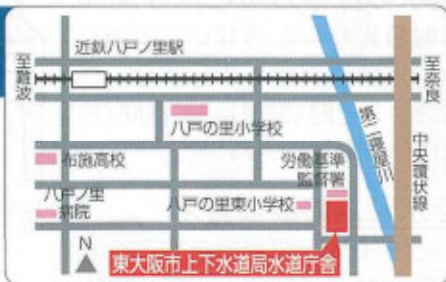 近鉄八戸ノ里駅
至難波
至奈良
八戸の里小学校
第二寝屋川
中央環状線
布施高校
労働基準
監督署
八戸ノ里
病院
八戸の里東小学校
N
東大阪市上下水道局水道庁舎